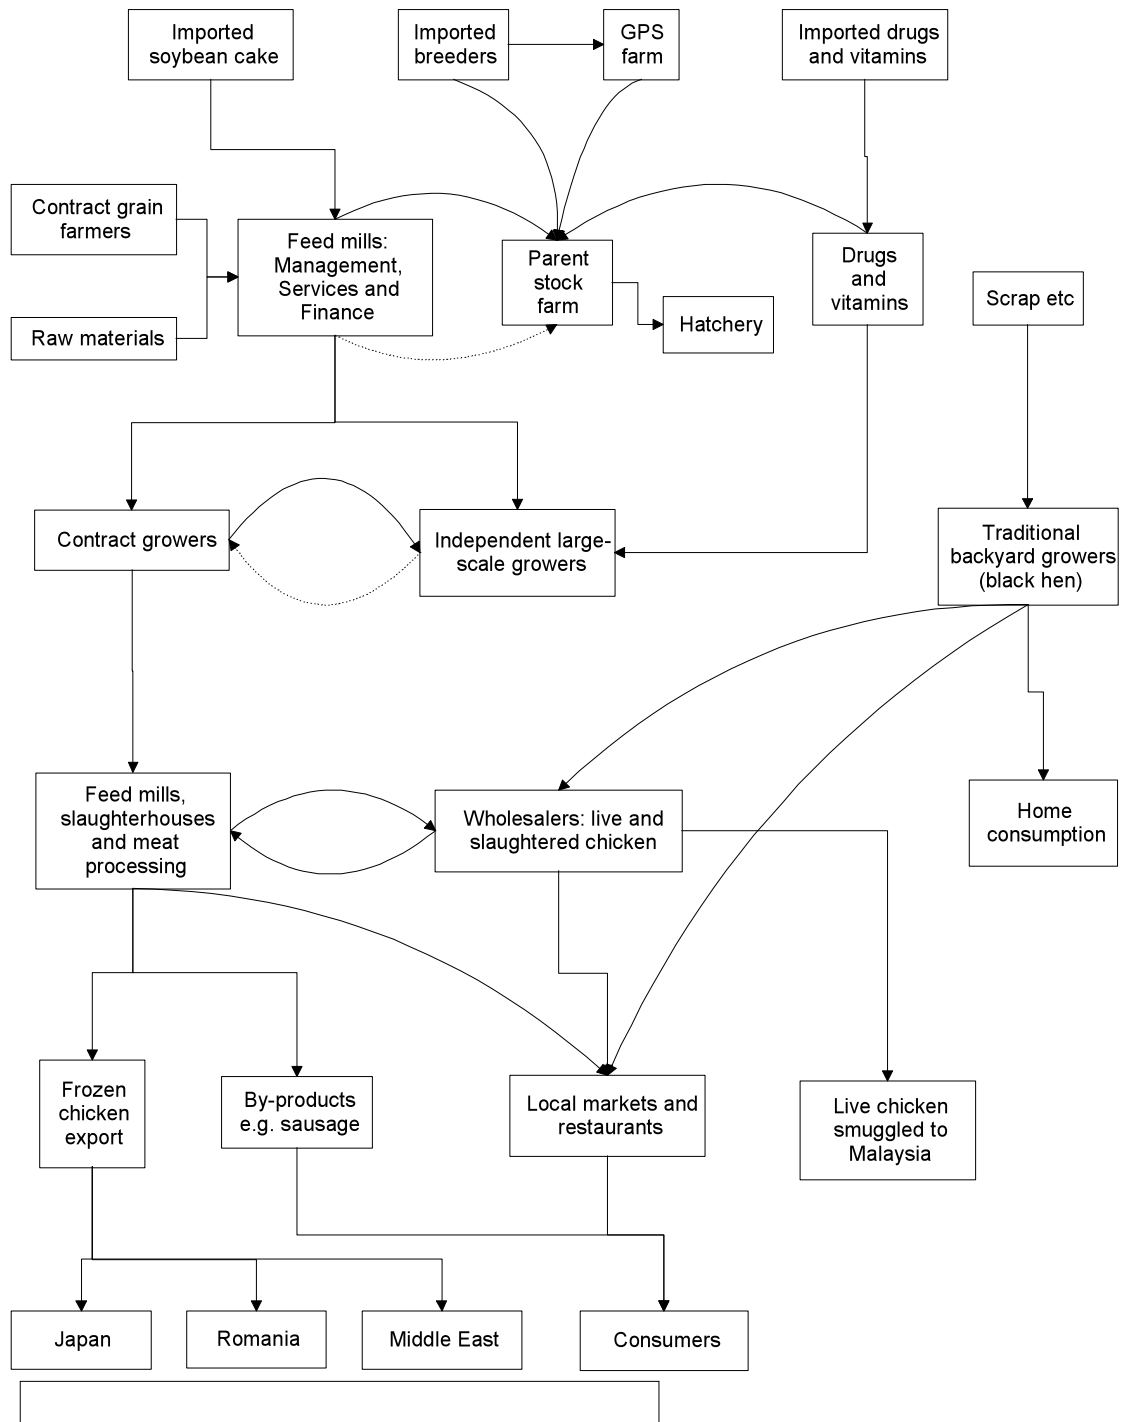 Imported
soybean cake
Imported
breeders
GPS
farm
Imported drugs
and vitamins
Contract grain
farmers
Raw materials
Feed mills:
Management,
Services and
Finance
Parent
stock
farm
Hatchery
Drugs
and
vitamins
Scrap etc
Contract growers
Independent large-
scale growers
Traditional
backyard growers
(black hen)
Feed mills,
slaughterhouses
and meat
processing
Wholesalers: live and
slaughtered chicken
Home
consumption
Frozen
chicken
export
By-products
e.g. sausage
Local markets and
restaurants
Live chicken
smuggled to
Malaysia
Japan
Romania
Middle East
Consumers